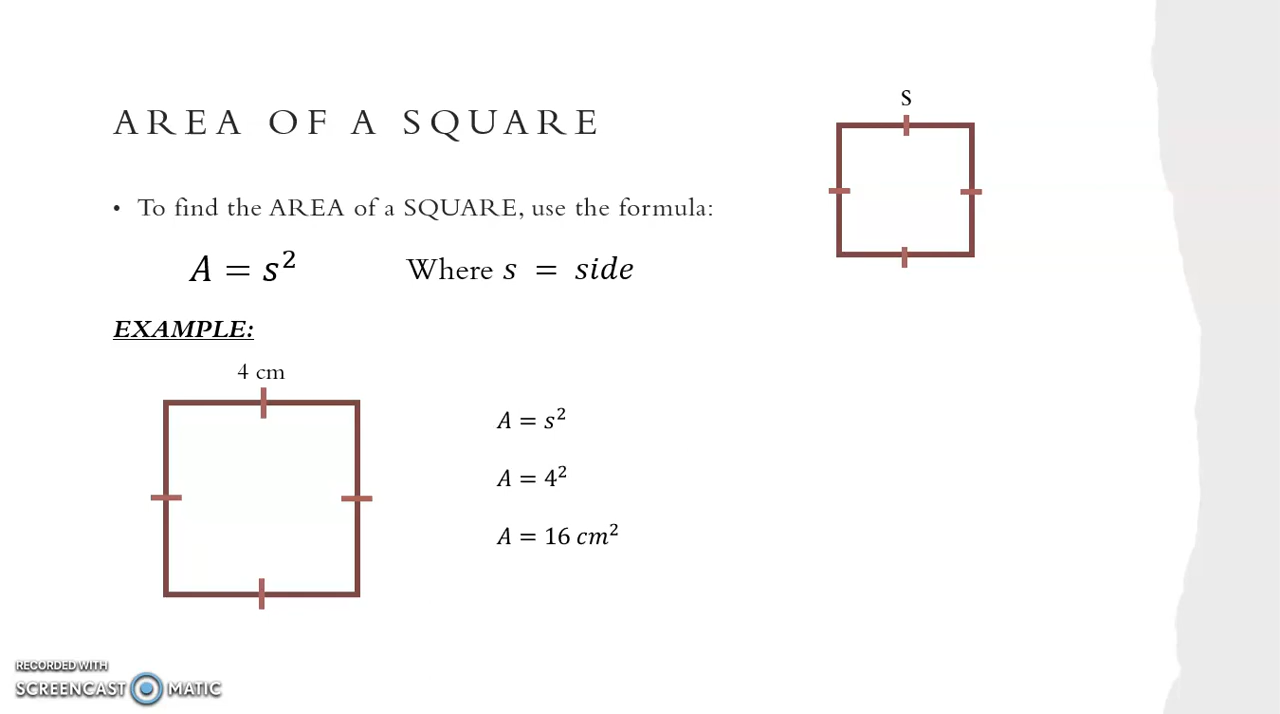 AREA OF A SQUARE
S
• To find the AREA of a SQUARE, use the formula:
A = s² Where s = side
EXAMPLE:
4 cm
A = s²
A = 4²
A = 16 cm²
RECORDED WITH
SCREENCAST MATIC